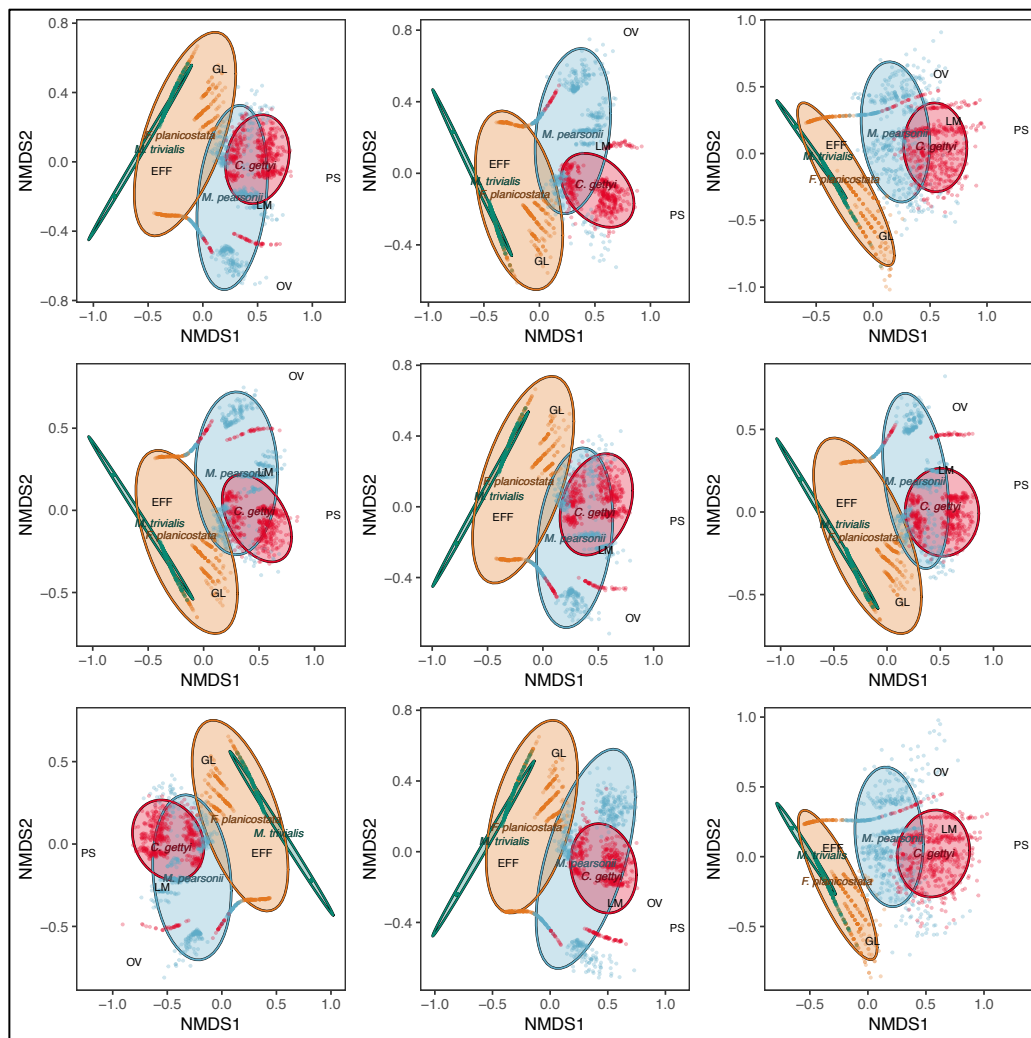 0.8
0.4
0.0
−0.4
−0.8
NMDS2
GL
F. planicostata
M. trivialis
EFF
C. gettyi
M. pearsonii
LM
PS
OV
−1.0 −0.5 0.0 0.5 1.0
NMDS1
0.8
0.4
0.0
−0.4
NMDS2
OV
M. pearsonii
LM
C. gettyi
M. trivialis
F. planicostata
EFF
PS
GL
−1.0 −0.5 0.0 0.5 1.0
NMDS1
1.0
0.5
0.0
−0.5
−1.0
NMDS2
OV
LM
M. pearsonii
C. gettyi
EFF
M. trivialis
F. planicostata
PS
GL
−0.5 0.0 0.5 1.0
NMDS1
0.5
0.0
−0.5
NMDS2
OV
M. pearsonii
LM
EFF
C. gettyi
PS
M. trivialis
F. planicostata
GL
−1.0 −0.5 0.0 0.5 1.0
NMDS1
0.8
0.4
0.0
−0.4
NMDS2
GL
F. planicostata
M. trivialis
EFF
C. gettyi
PS
M. pearsonii
LM
OV
−1.0 −0.5 0.0 0.5 1.0
NMDS1
0.5
0.0
−0.5
NMDS2
OV
LM
M. pearsonii
EFF
PS
C. gettyi
M. trivialis
F. planicostata
GL
−1.0 −0.5 0.0 0.5 1.0
NMDS1
0.5
0.0
−0.5
NMDS2
GL
F. planicostata
M. trivialis
C. gettyi
PS
EFF
M. pearsonii
LM
OV
−1.0 −0.5 0.0 0.5 1.0
NMDS1
0.8
0.4
0.0
−0.4
NMDS2
GL
F. planicostata
M. trivialis
EFF
M. pearsonii
C. gettyi
LM
OV
PS
−1.0 −0.5 0.0 0.5 1.0
NMDS1
1.0
0.5
0.0
−0.5
NMDS2
OV
LM
M. pearsonii
PS
EFF
M. trivialis
C. gettyi
F. planicostata
GL
−0.5 0.0 0.5 1.0
NMDS1